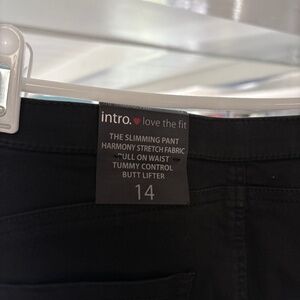 intro. love the fit
THE SLIMMING PANT
HARMONY STRETCH FABRIC
PULL ON WAIST
TUMMY CONTROL
BUTT LIFTER
14